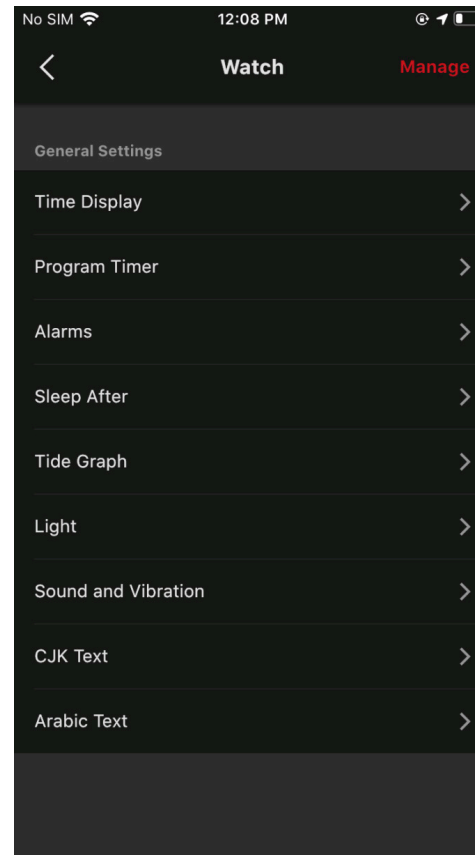 No SIM 12:08 PM
Watch Manage
General Settings
Time Display
Program Timer
Alarms
Sleep After
Tide Graph
Light
Sound and Vibration
CJK Text
Arabic Text